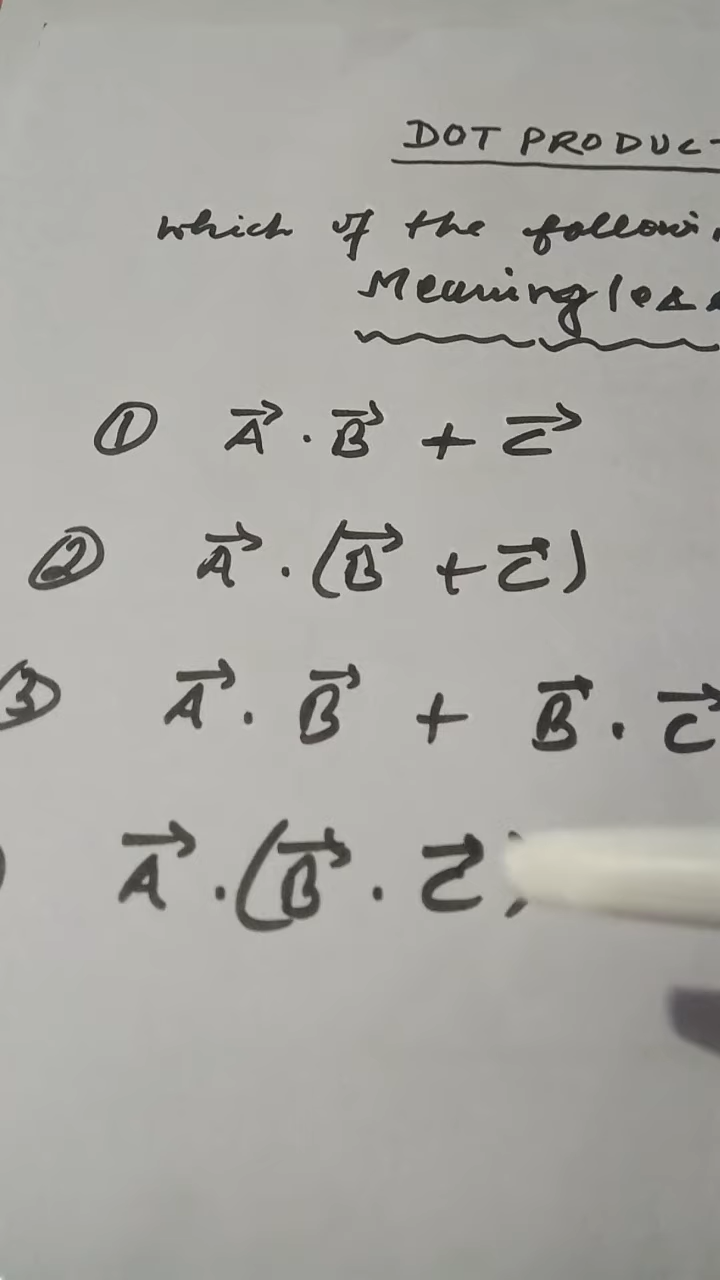 DOT PRODUC
which of the followi
Meaningless
① A⃗ . B⃗ + C⃗
② A⃗ . (B⃗ + C⃗)
③ A⃗ . B⃗ + B⃗ . C⃗
A⃗ . (B⃗ . C⃗)